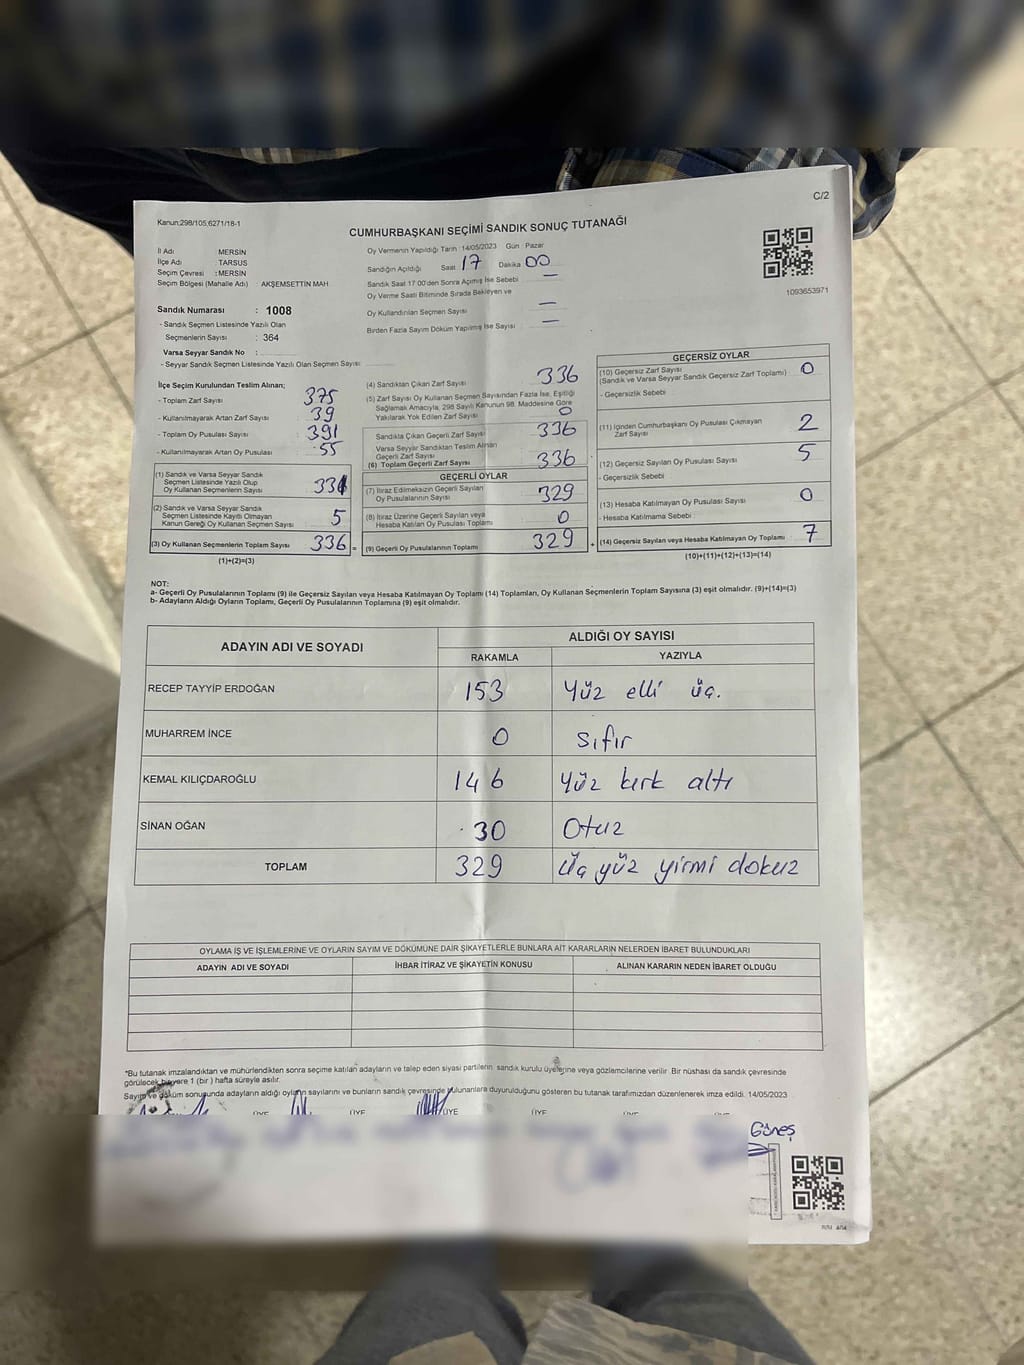 C/2
Kanun:298/105;6271/18-1
CUMHURBAŞKANI SEÇİMİ SANDIK SONUÇ TUTANAĞI
İl Adı MERSİN
İlçe Adı TARSUS
Seçim Çevresi : MERSİN
Seçim Bölgesi (Mahalle Adı) : AKŞEMSETTİN MAH
Oy Vermenin Yapıldığı Tarih :14/05/2023 Gün : Pazar
Sandığın Açıldığı Saat 17 Dakika 00
Sandık Saat 17:00'den Sonra Açımış İse Sebebi —
Oy Verme Saati Bitiminde Sırada Bekleyen ve
Oy Kullandırılan Seçmen Sayısı —
Birden Fazla Sayım Döküm Yapılmış İse Sayısı —
1093653971
Sandık Numarası : 1008
- Sandık Seçmen Listesinde Yazılı Olan
Seçmenlerin Sayısı : 364
Varsa Seyyar Sandık No :
- Seyyar Sandık Seçmen Listesinde Yazılı Olan Seçmen Sayısı
İlçe Seçim Kurulundan Teslim Alınan;
- Toplam Zarf Sayısı 375
- Kullanılmayarak Artan Zarf Sayısı 39
- Toplam Oy Pusulası Sayısı 391
- Kullanılmayarak Artan Oy Pusulası 55
(1) Sandık ve Varsa Seyyar Sandık
Seçmen Listesinde Yazılı Olup
Oy Kullanan Seçmenlerin Sayısı 331
(2) Sandık ve Varsa Seyyar Sandık
Seçmen Listesinde Kayıtlı Olmayan
Kanun Gereği Oy Kullanan Seçmen Sayısı 5
(3) Oy Kullanan Seçmenlerin Toplam Sayısı 336 =
(1)+(2)=(3)
(4) Sandıktan Çıkan Zarf Sayısı 336
(5) Zarf Sayısı Oy Kullanan Seçmen Sayısından Fazla İse, Eşitliği
Sağlamak Amacıyla, 298 Sayılı Kanunun 98. Maddesine Göre
Yakılarak Yok Edilen Zarf Sayısı 0
Sandıkta Çıkan Geçerli Zarf Sayısı 336
Varsa Seyyar Sandıktan Teslim Alınan
Geçerli Zarf Sayısı
(6) Toplam Geçerli Zarf Sayısı 336
GEÇERLİ OYLAR
(7) İtiraz Edilmeksizin Geçerli Sayılan
Oy Pusulalarının Sayısı 329
(8) İtiraz Üzerine Geçerli Sayılan veya
Hesaba Katılan Oy Pusulası Toplamı 0
(9) Geçerli Oy Pusulalarının Toplamı 329 +
GEÇERSİZ OYLAR
(10) Geçersiz Zarf Sayısı 0
(Sandık ve Varsa Seyyar Sandık Geçersiz Zarf Toplamı)
- Geçersizlik Sebebi :
(11) İçinden Cumhurbaşkanı Oy Pusulası Çıkmayan
Zarf Sayısı 2
(12) Geçersiz Sayılan Oy Pusulası Sayısı 5
- Geçersizlik Sebebi :
(13) Hesaba Katılmayan Oy Pusulası Sayısı 0
- Hesaba Katılmama Sebebi :
(14) Geçersiz Sayılan veya Hesaba Katılmayan Oy Toplamı 7
(10)+(11)+(12)+(13)=(14)
NOT:
a- Geçerli Oy Pusulalarının Toplamı (9) ile Geçersiz Sayılan veya Hesaba Katılmayan Oy Toplamı (14) Toplamları, Oy Kullanan Seçmenlerin Toplam Sayısına (3) eşit olmalıdır. (9)+(14)=(3)
b- Adayların Aldığı Oyların Toplamı, Geçerli Oy Pusulalarının Toplamına (9) eşit olmalıdır.
ADAYIN ADI VE SOYADI ALDIĞI OY SAYISI
RAKAMLA YAZIYLA
RECEP TAYYİP ERDOĞAN 153 Yüz elli üç.
MUHARREM İNCE 0 sıfır
KEMAL KILIÇDAROĞLU 146 Yüz kırk altı
SİNAN OĞAN 30 Otuz
TOPLAM 329 Üç yüz yirmi dokuz
OYLAMA İŞ VE İŞLEMLERİNE VE OYLARIN SAYIM VE DÖKÜMÜNE DAİR ŞİKAYETLERLE BUNLARA AİT KARARLARIN NELERDEN İBARET BULUNDUKLARI
ADAYIN ADI VE SOYADI İHBAR İTİRAZ VE ŞİKAYETİN KONUSU ALINAN KARARIN NEDEN İBARET OLDUĞU
*Bu tutanak imzalandıktan ve mühürlendikten sonra seçime katılan adayların ve talep eden siyasi partilerin sandık kurulu üyelerine veya gözlemcilerine verilir. Bir nüshası da sandık çevresinde
görülecek bir yere 1 (bir ) hafta süreyle asılır.
Sayım ve döküm sonucunda adayların aldığı oyların sayılarını ve bunların sandık çevresinde bulunanlara duyurulduğunu gösteren bu tutanak tarafımızdan düzenlenerek imza edildi. 14/05/2023
ÜYE ÜYE ÜYE ÜYE ÜYE ÜYE
Güneş